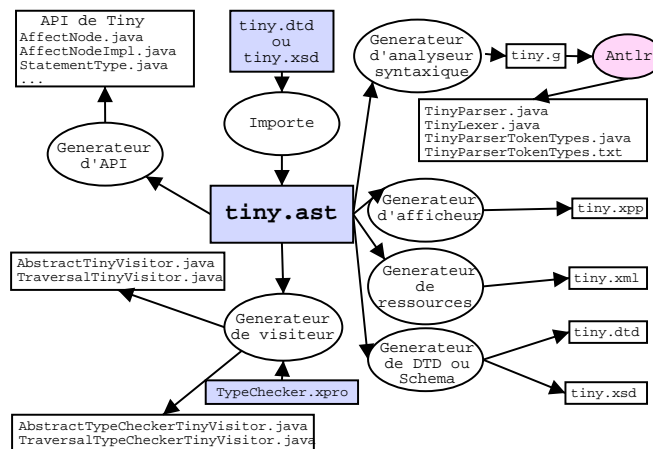 API de Tiny
AffectNode.java
AffectNodeImpl.java
StatementType.java
...
tiny.dtd
ou
tiny.xsd
Generateur
d'analyseur
syntaxique
tiny.g
Antlr
TinyParser.java
TinyLexer.java
TinyParserTokenTypes.java
TinyParserTokenTypes.txt
Importe
Generateur
d'API
tiny.ast
Generateur
d'afficheur
tiny.xpp
AbstractTinyVisitor.java
TraversalTinyVisitor.java
Generateur
de
ressources
tiny.xml
Generateur
de visiteur
Generateur
de DTD ou
Schema
tiny.dtd
tiny.xsd
TypeChecker.xpro
AbstractTypeCheckerTinyVisitor.java
TraversalTypeCheckerTinyVisitor.java